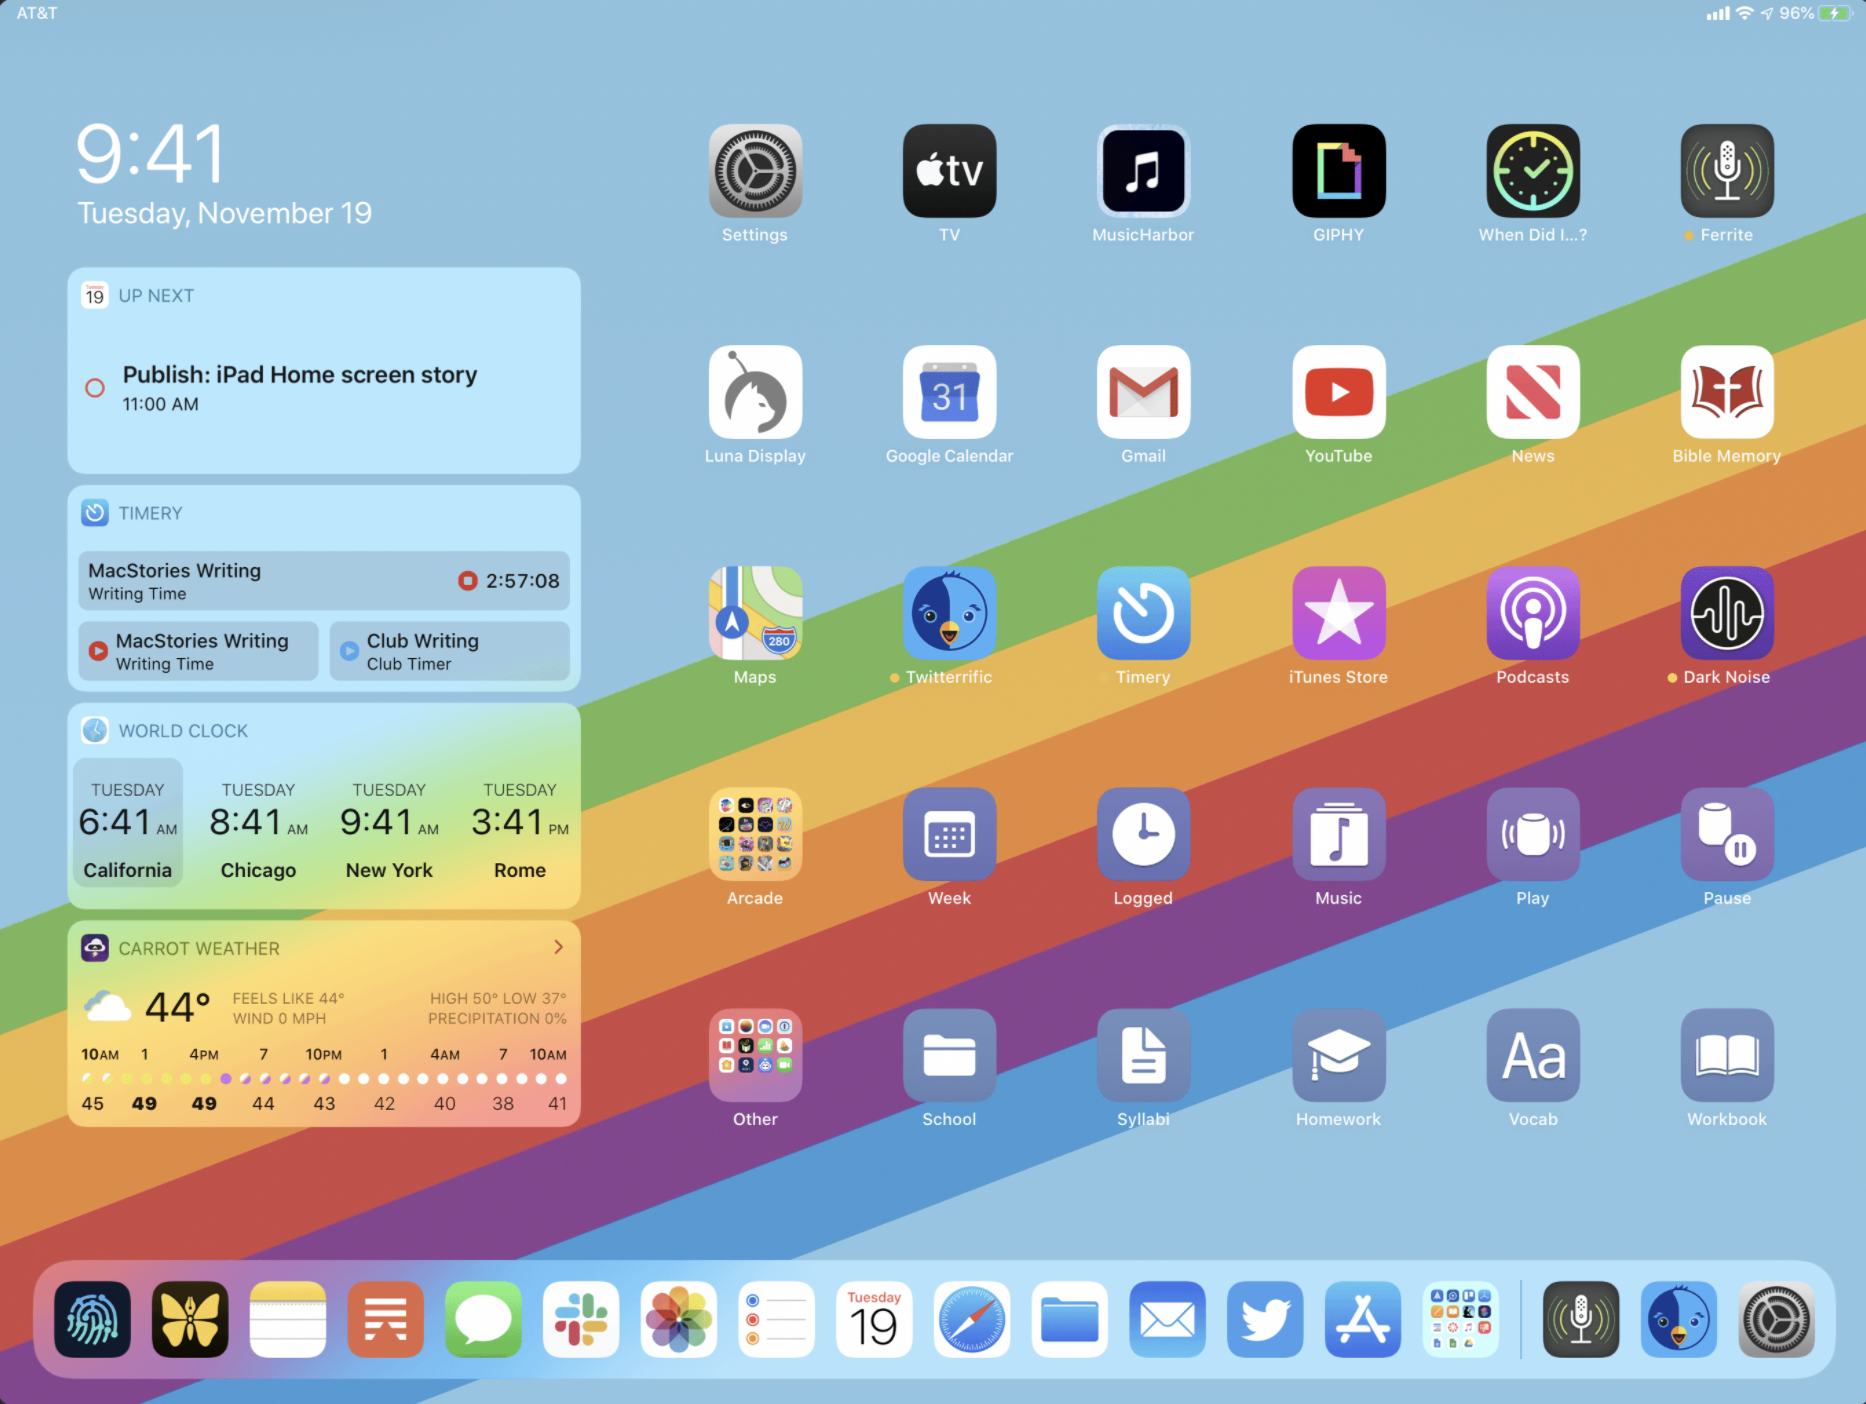 AT&T
96%
9:41
Tuesday, November 19
19 UP NEXT
Publish: iPad Home screen story
11:00 AM
TIMERY
MacStories Writing
Writing Time
2:57:08
MacStories Writing
Writing Time
Club Writing
Club Timer
WORLD CLOCK
TUESDAY TUESDAY TUESDAY TUESDAY
6:41 AM 8:41 AM 9:41 AM 3:41 PM
California Chicago New York Rome
CARROT WEATHER
44°
FEELS LIKE 44°
WIND 0 MPH
HIGH 50° LOW 37°
PRECIPITATION 0%
10AM 1 4PM 7 10PM 1 4AM 7 10AM
45 49 49 44 43 42 40 38 41
tv
Settings TV MusicHarbor GIPHY When Did I...? Ferrite
31
Luna Display Google Calendar Gmail YouTube News Bible Memory
280
Maps Twitterrific Timery iTunes Store Podcasts Dark Noise
Arcade Week Logged Music Play Pause
Aa
Other School Syllabi Homework Vocab Workbook
Tuesday
19